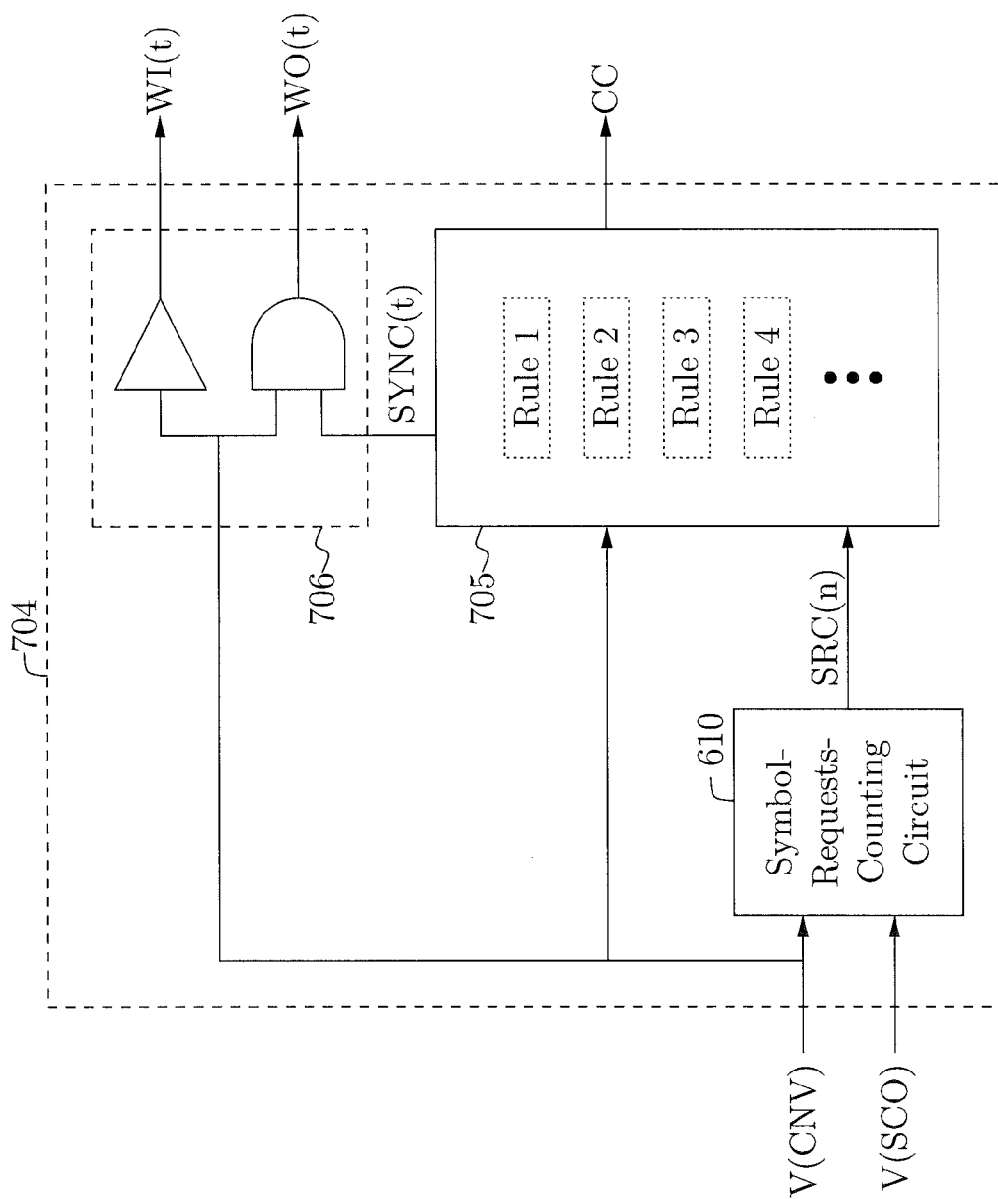 704
WI(t)
WO(t)
706
SYNC(t)
705
Rule 1
Rule 2
Rule 3
Rule 4
CC
610
Symbol-
Requests-
Counting
Circuit
SRC(n)
V(CNV)
V(SCO)